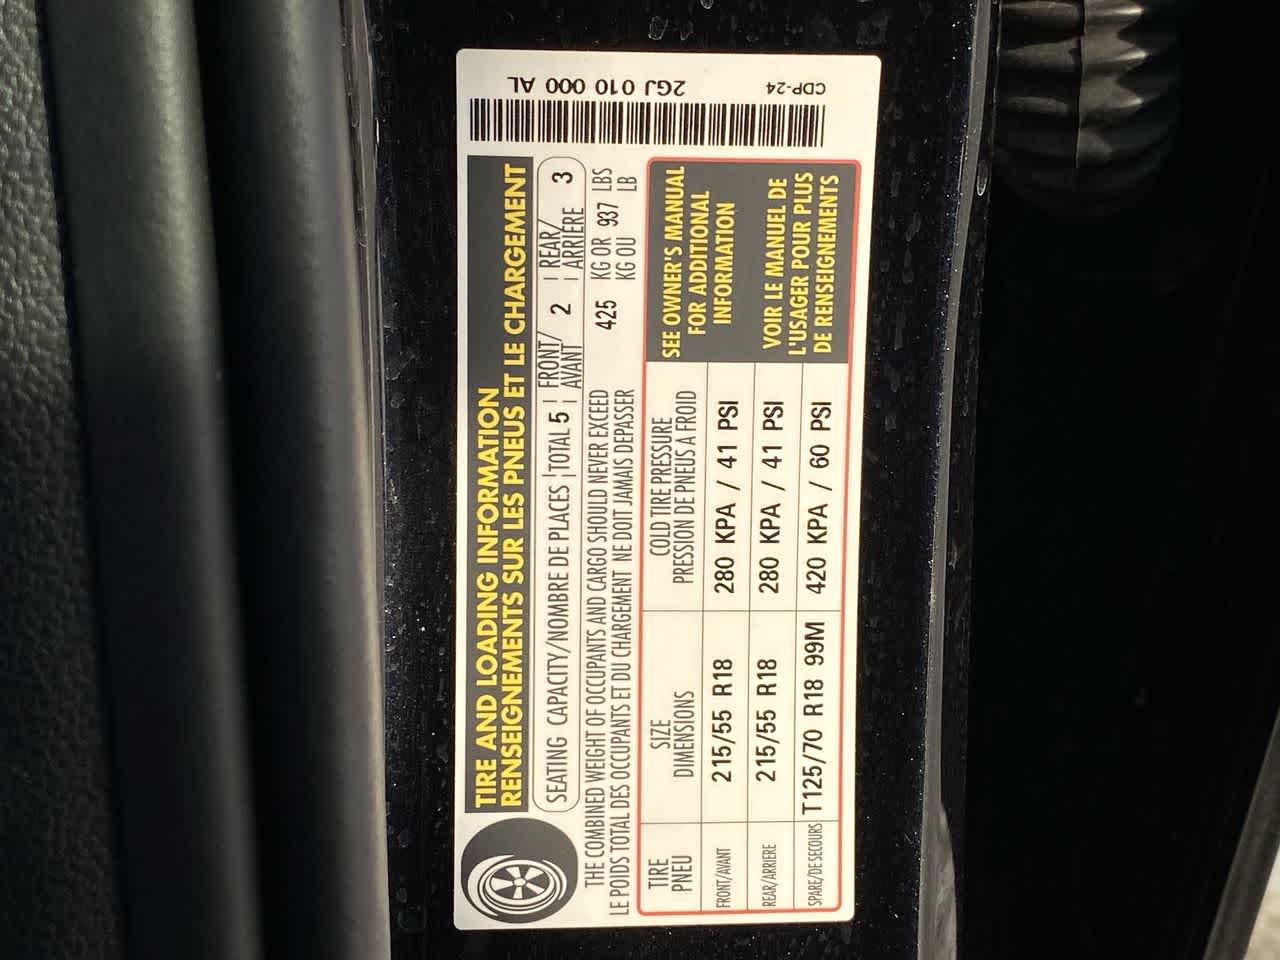 TIRE AND LOADING INFORMATION
RENSEIGNEMENTS SUR LES PNEUS ET LE CHARGEMENT
SEATING CAPACITY/NOMBRE DE PLACES | TOTAL 5 | FRONT/AVANT 2 | REAR/ARRIÈRE 3
THE COMBINED WEIGHT OF OCCUPANTS AND CARGO SHOULD NEVER EXCEED 425 KG OR 937 LBS
LE POIDS TOTAL DES OCCUPANTS ET DU CHARGEMENT NE DOIT JAMAIS DEPASSER KG OU LB
TIRE PNEU SIZE DIMENSIONS COLD TIRE PRESSURE PRESSION DE PNEUS A FROID
FRONT/AVANT 215/55 R18 280 KPA / 41 PSI
REAR/ARRIERE 215/55 R18 280 KPA / 41 PSI
SPARE/DE SECOURS T125/70 R18 99M 420 KPA / 60 PSI
SEE OWNER'S MANUAL
FOR ADDITIONAL
INFORMATION
VOIR LE MANUEL DE
L'USAGER POUR PLUS
DE RENSEIGNEMENTS
2GJ 010 000 AL
CDP-24